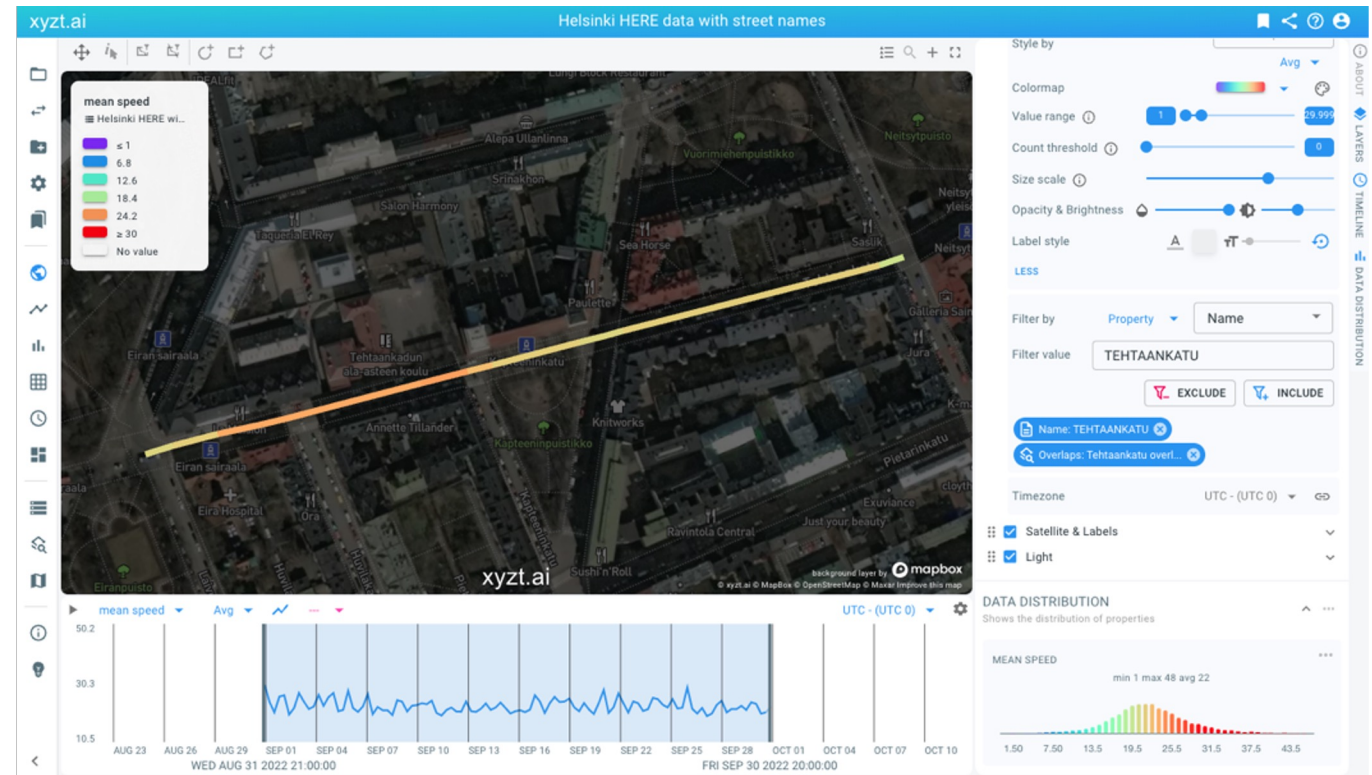 xyzt.ai
Helsinki HERE data with street names
mean speed
Helsinki HERE wi...
≤ 1
6.8
12.6
18.4
24.2
≥ 30
No value
Alepa Ullanlinna
Vuorimiehenpuistikko
Neitsytpuisto
Srinakhon
Salon Harmony
Taqueria El Rey
Sea Horse
Saslik
Paulette
Galleria Sain
Eiran sairaala
Tehtaankadun
ala-asteen koulu
Jura
Annette Tilländer
Knitworks
Kapteeninpuistikko
Eiran sairaala
Pietarinkatu
Eira Hospital
Ora
Kapteeninkatu
Exuviance
Just your beauty
Ravintola Central
Sushi'n'Roll
Eiranpuisto
xyzt.ai
background layer by mapbox
© xyzt.ai © MapBox © OpenStreetMap © Maxar Improve this map
mean speed Avg UTC - (UTC 0)
50.2
30.3
10.5
AUG 23 AUG 26 AUG 29 SEP 01 SEP 04 SEP 07 SEP 10 SEP 13 SEP 16 SEP 19 SEP 22 SEP 25 SEP 28 OCT 01 OCT 04 OCT 07 OCT 10
WED AUG 31 2022 21:00:00 FRI SEP 30 2022 20:00:00
Style by
Avg
Colormap
Value range 1 29.999
Count threshold 0
Size scale
Opacity & Brightness
Label style A TT
LESS
Filter by Property Name
Filter value TEHTAANKATU
EXCLUDE INCLUDE
Name: TEHTAANKATU
Overlaps: Tehtaankatu overl...
Timezone UTC - (UTC 0)
Satellite & Labels
Light
DATA DISTRIBUTION
Shows the distribution of properties
MEAN SPEED
min 1 max 48 avg 22
1.50 7.50 13.5 19.5 25.5 31.5 37.5 43.5
ABOUT
LAYERS
TIMELINE
DATA DISTRIBUTION